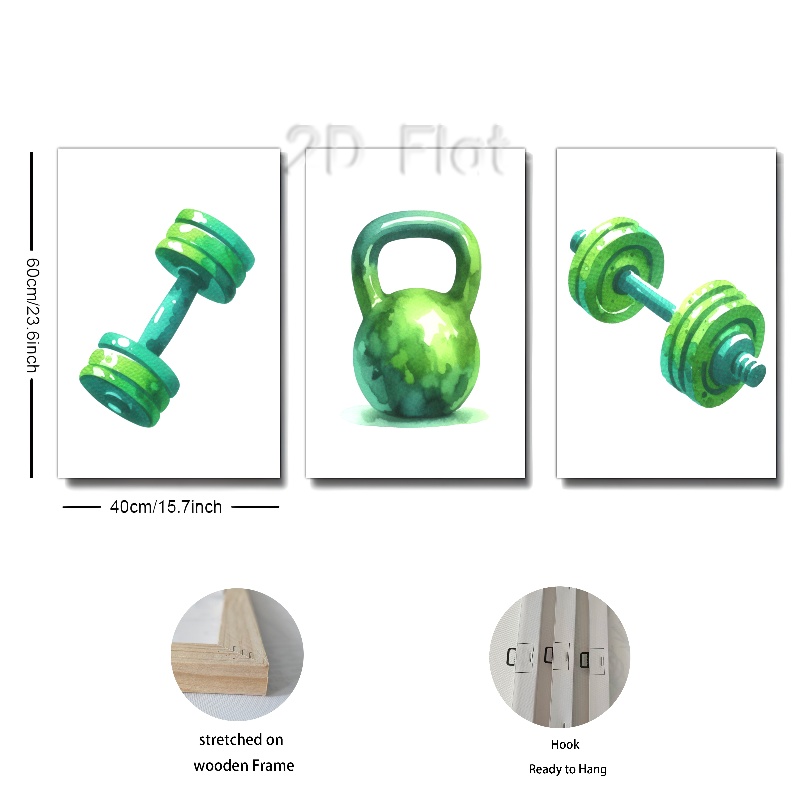 2D Flat
60cm/23.6inch
40cm/15.7inch
stretched on
wooden Frame
Hook
Ready to Hang